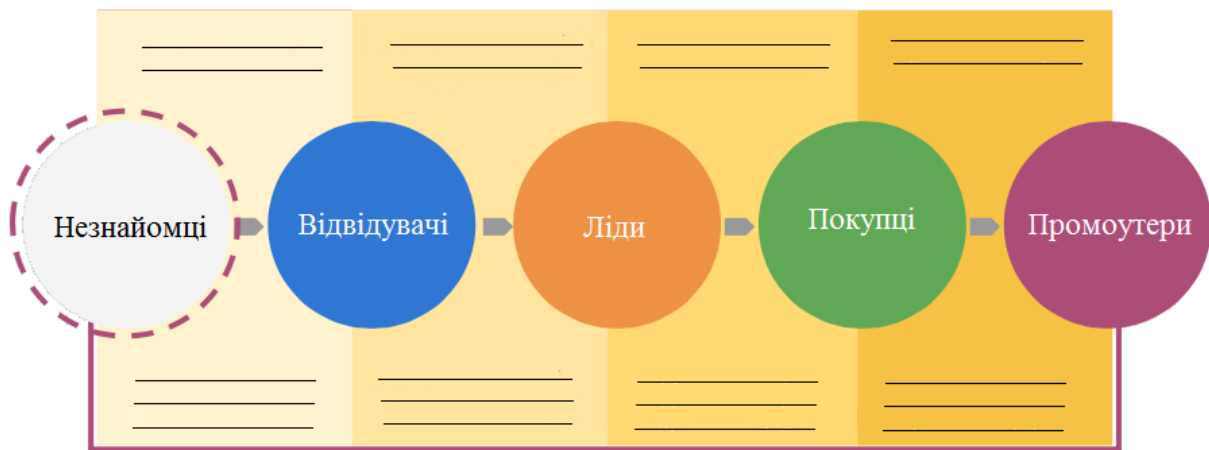 Незнайомці
Відвідувачі
Ліди
Покупці
Промоутери